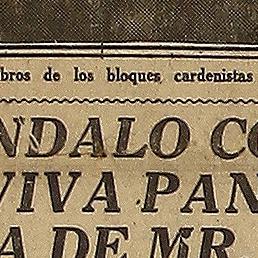 bros de los bloques cardenistas
NDALO CO
VIVA PAN
A DE MR